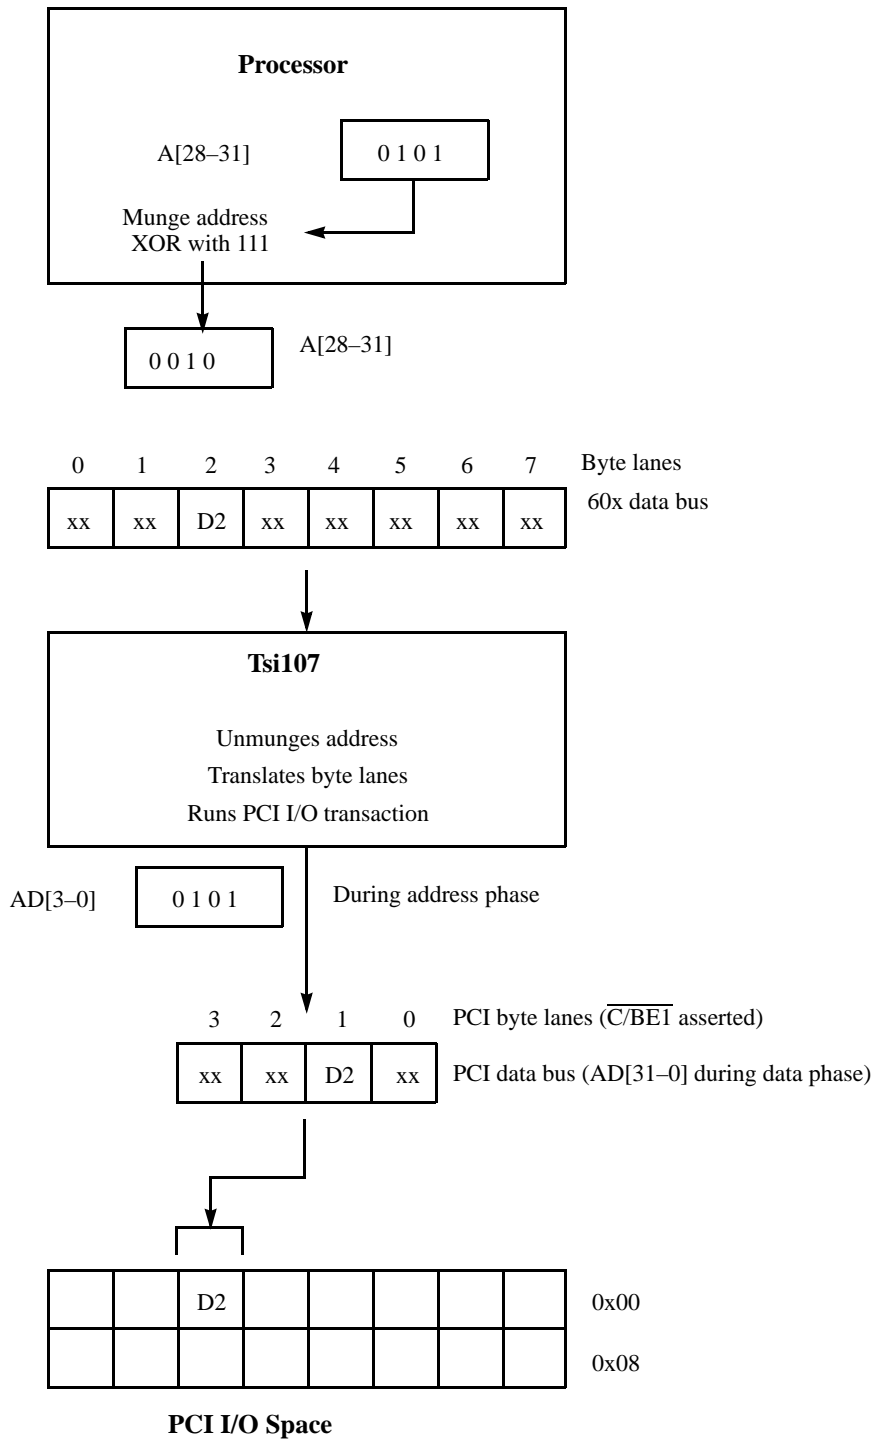 Processor
A[28–31]
0 1 0 1
Munge address
XOR with 111
0 0 1 0
A[28–31]
0 1 2 3 4 5 6 7 Byte lanes
xx xx D2 xx xx xx xx xx 60x data bus
Tsi107
Unmunges address
Translates byte lanes
Runs PCI I/O transaction
AD[3–0]
0 1 0 1
During address phase
3 2 1 0 PCI byte lanes (C/BE1 asserted)
xx xx D2 xx PCI data bus (AD[31–0] during data phase)
D2 0x00
0x08
PCI I/O Space